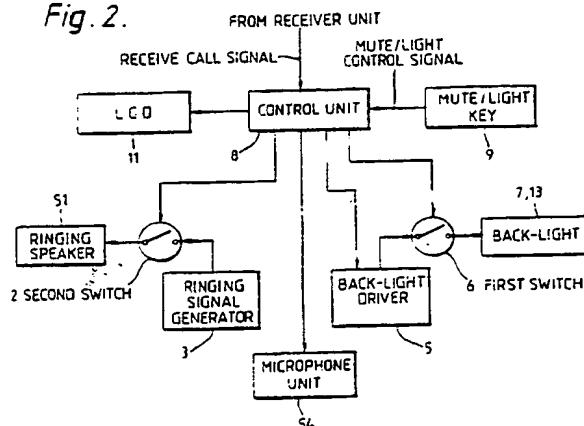 Fig. 2.
FROM RECEIVER UNIT
RECEIVE CALL SIGNAL
MUTE/LIGHT
CONTROL SIGNAL
LCD
11
CONTROL UNIT
8
MUTE/LIGHT
KEY
9
51
RINGING
SPEAKER
2 SECOND SWITCH
RINGING
SIGNAL
GENERATOR
3
7,13
BACK-LIGHT
6 FIRST SWITCH
BACK-LIGHT
DRIVER
5
MICROPHONE
UNIT
54